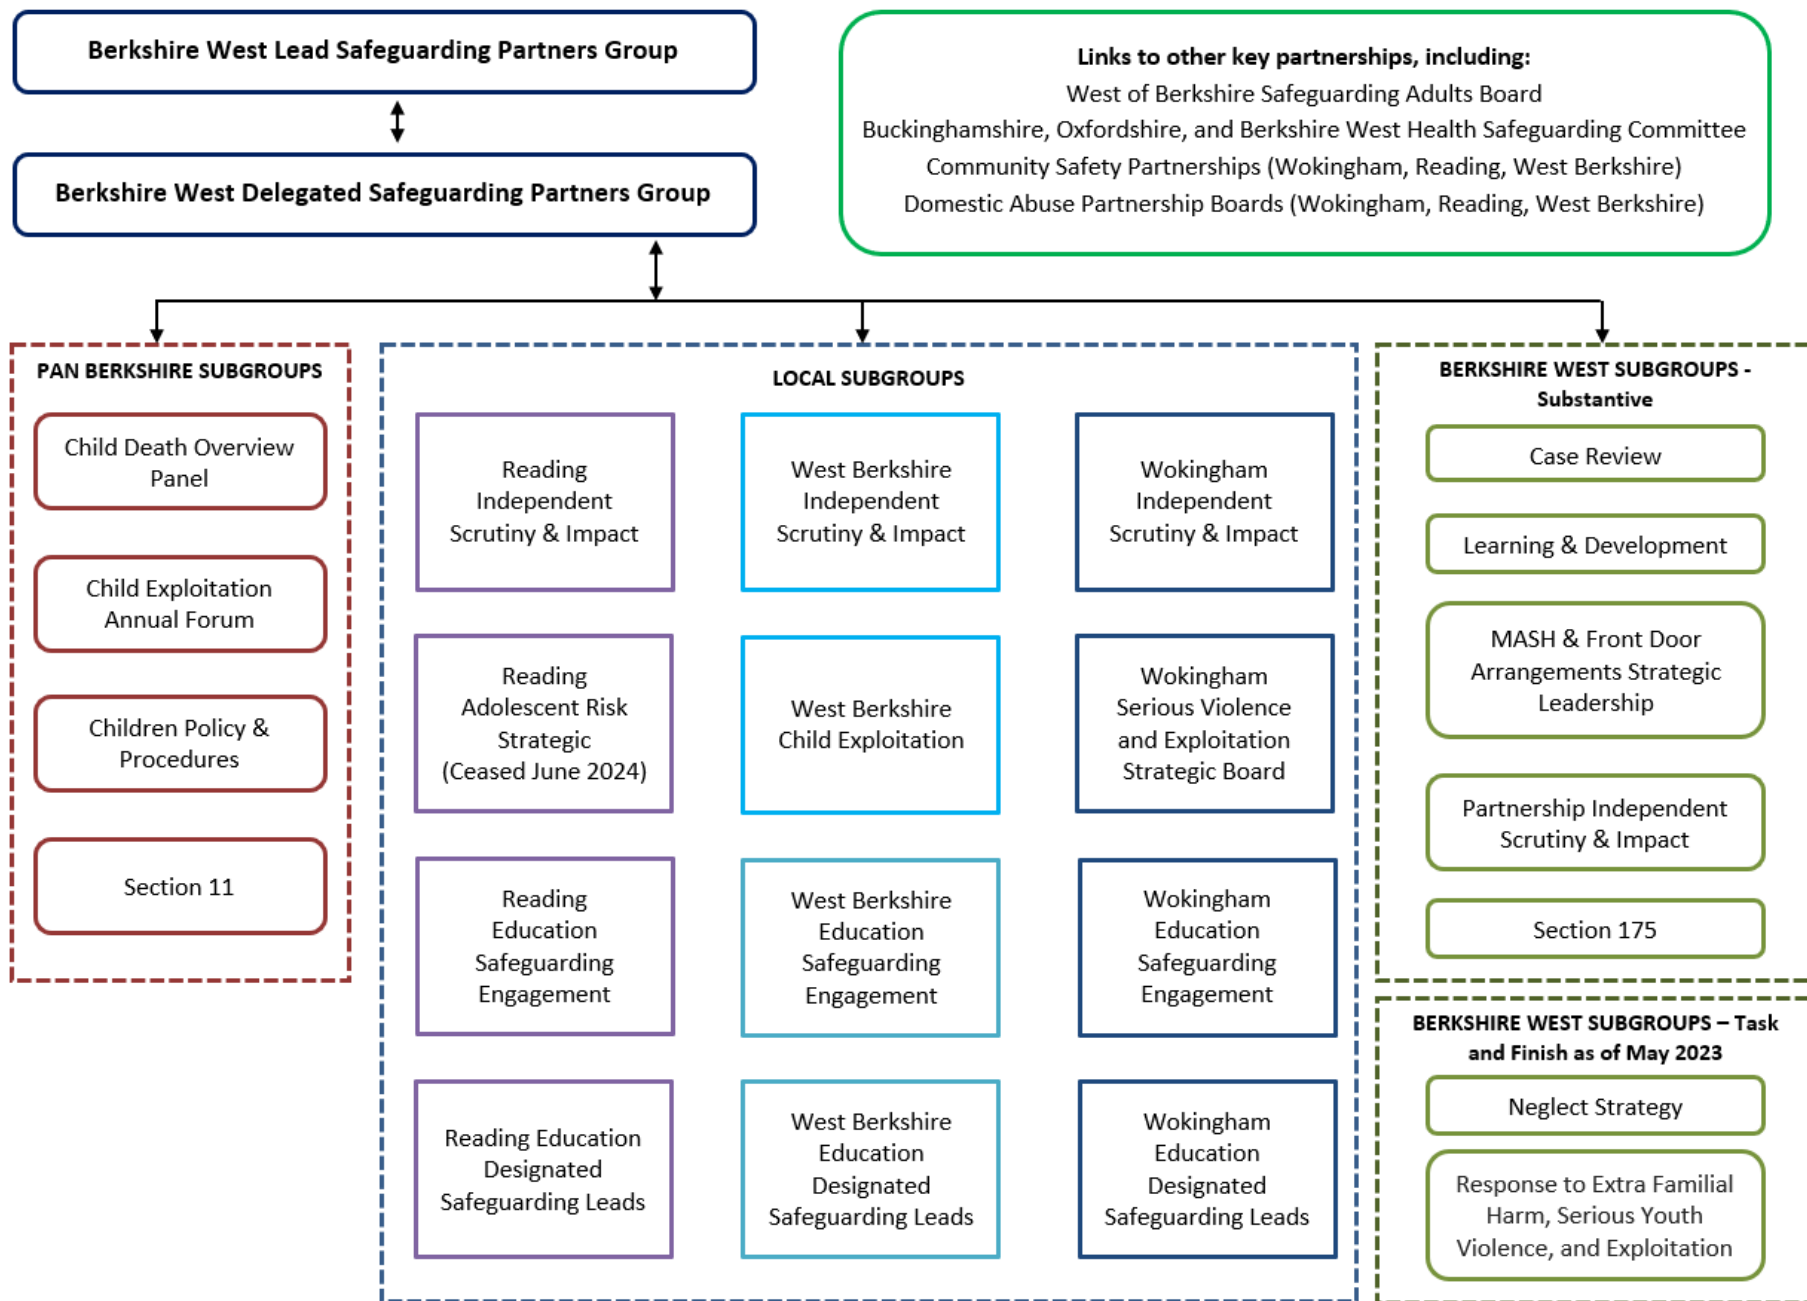 Berkshire West Lead Safeguarding Partners Group
Berkshire West Delegated Safeguarding Partners Group
Links to other key partnerships, including:
West of Berkshire Safeguarding Adults Board
Buckinghamshire, Oxfordshire, and Berkshire West Health Safeguarding Committee
Community Safety Partnerships (Wokingham, Reading, West Berkshire)
Domestic Abuse Partnership Boards (Wokingham, Reading, West Berkshire)
PAN BERKSHIRE SUBGROUPS
Child Death Overview
Panel
Child Exploitation
Annual Forum
Children Policy &
Procedures
Section 11
LOCAL SUBGROUPS
Reading
Independent
Scrutiny & Impact
West Berkshire
Independent
Scrutiny & Impact
Wokingham
Independent
Scrutiny & Impact
Reading
Adolescent Risk
Strategic
(Ceased June 2024)
West Berkshire
Child Exploitation
Wokingham
Serious Violence
and Exploitation
Strategic Board
Reading
Education
Safeguarding
Engagement
West Berkshire
Education
Safeguarding
Engagement
Wokingham
Education
Safeguarding
Engagement
Reading Education
Designated
Safeguarding Leads
West Berkshire
Education
Designated
Safeguarding Leads
Wokingham
Education
Designated
Safeguarding Leads
BERKSHIRE WEST SUBGROUPS -
Substantive
Case Review
Learning & Development
MASH & Front Door
Arrangements Strategic
Leadership
Partnership Independent
Scrutiny & Impact
Section 175
BERKSHIRE WEST SUBGROUPS – Task
and Finish as of May 2023
Neglect Strategy
Response to Extra Familial
Harm, Serious Youth
Violence, and Exploitation